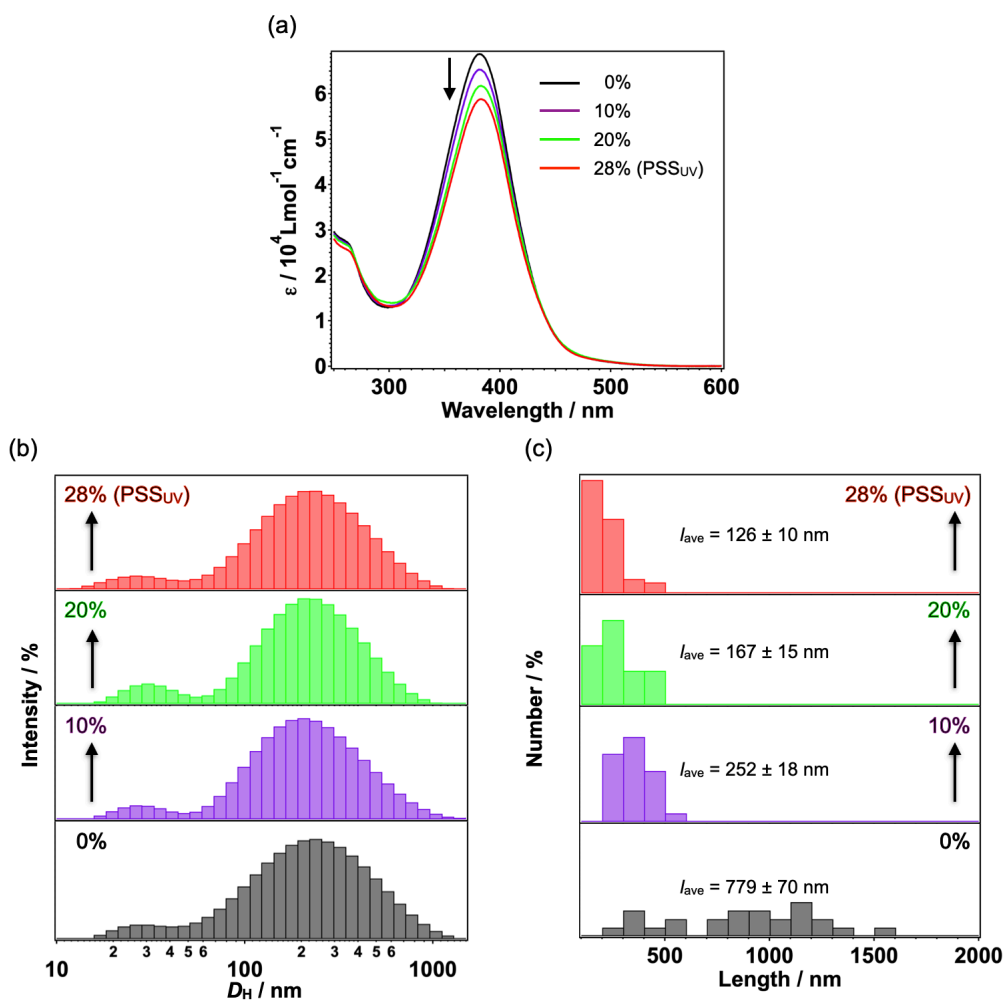 (a)
ε / 10⁴Lmol⁻¹cm⁻¹
6
5
4
3
2
1
0
0%
10%
20%
28% (PSSUV)
300
400
500
600
Wavelength / nm
(b)
Intensity / %
28% (PSSUV)
20%
10%
0%
10
2
3
4
5
6
100
2
3
4
5
6
1000
DH / nm
(c)
Number / %
28% (PSSUV)
lave = 126 ± 10 nm
20%
lave = 167 ± 15 nm
10%
lave = 252 ± 18 nm
0%
lave = 779 ± 70 nm
500
1000
1500
2000
Length / nm